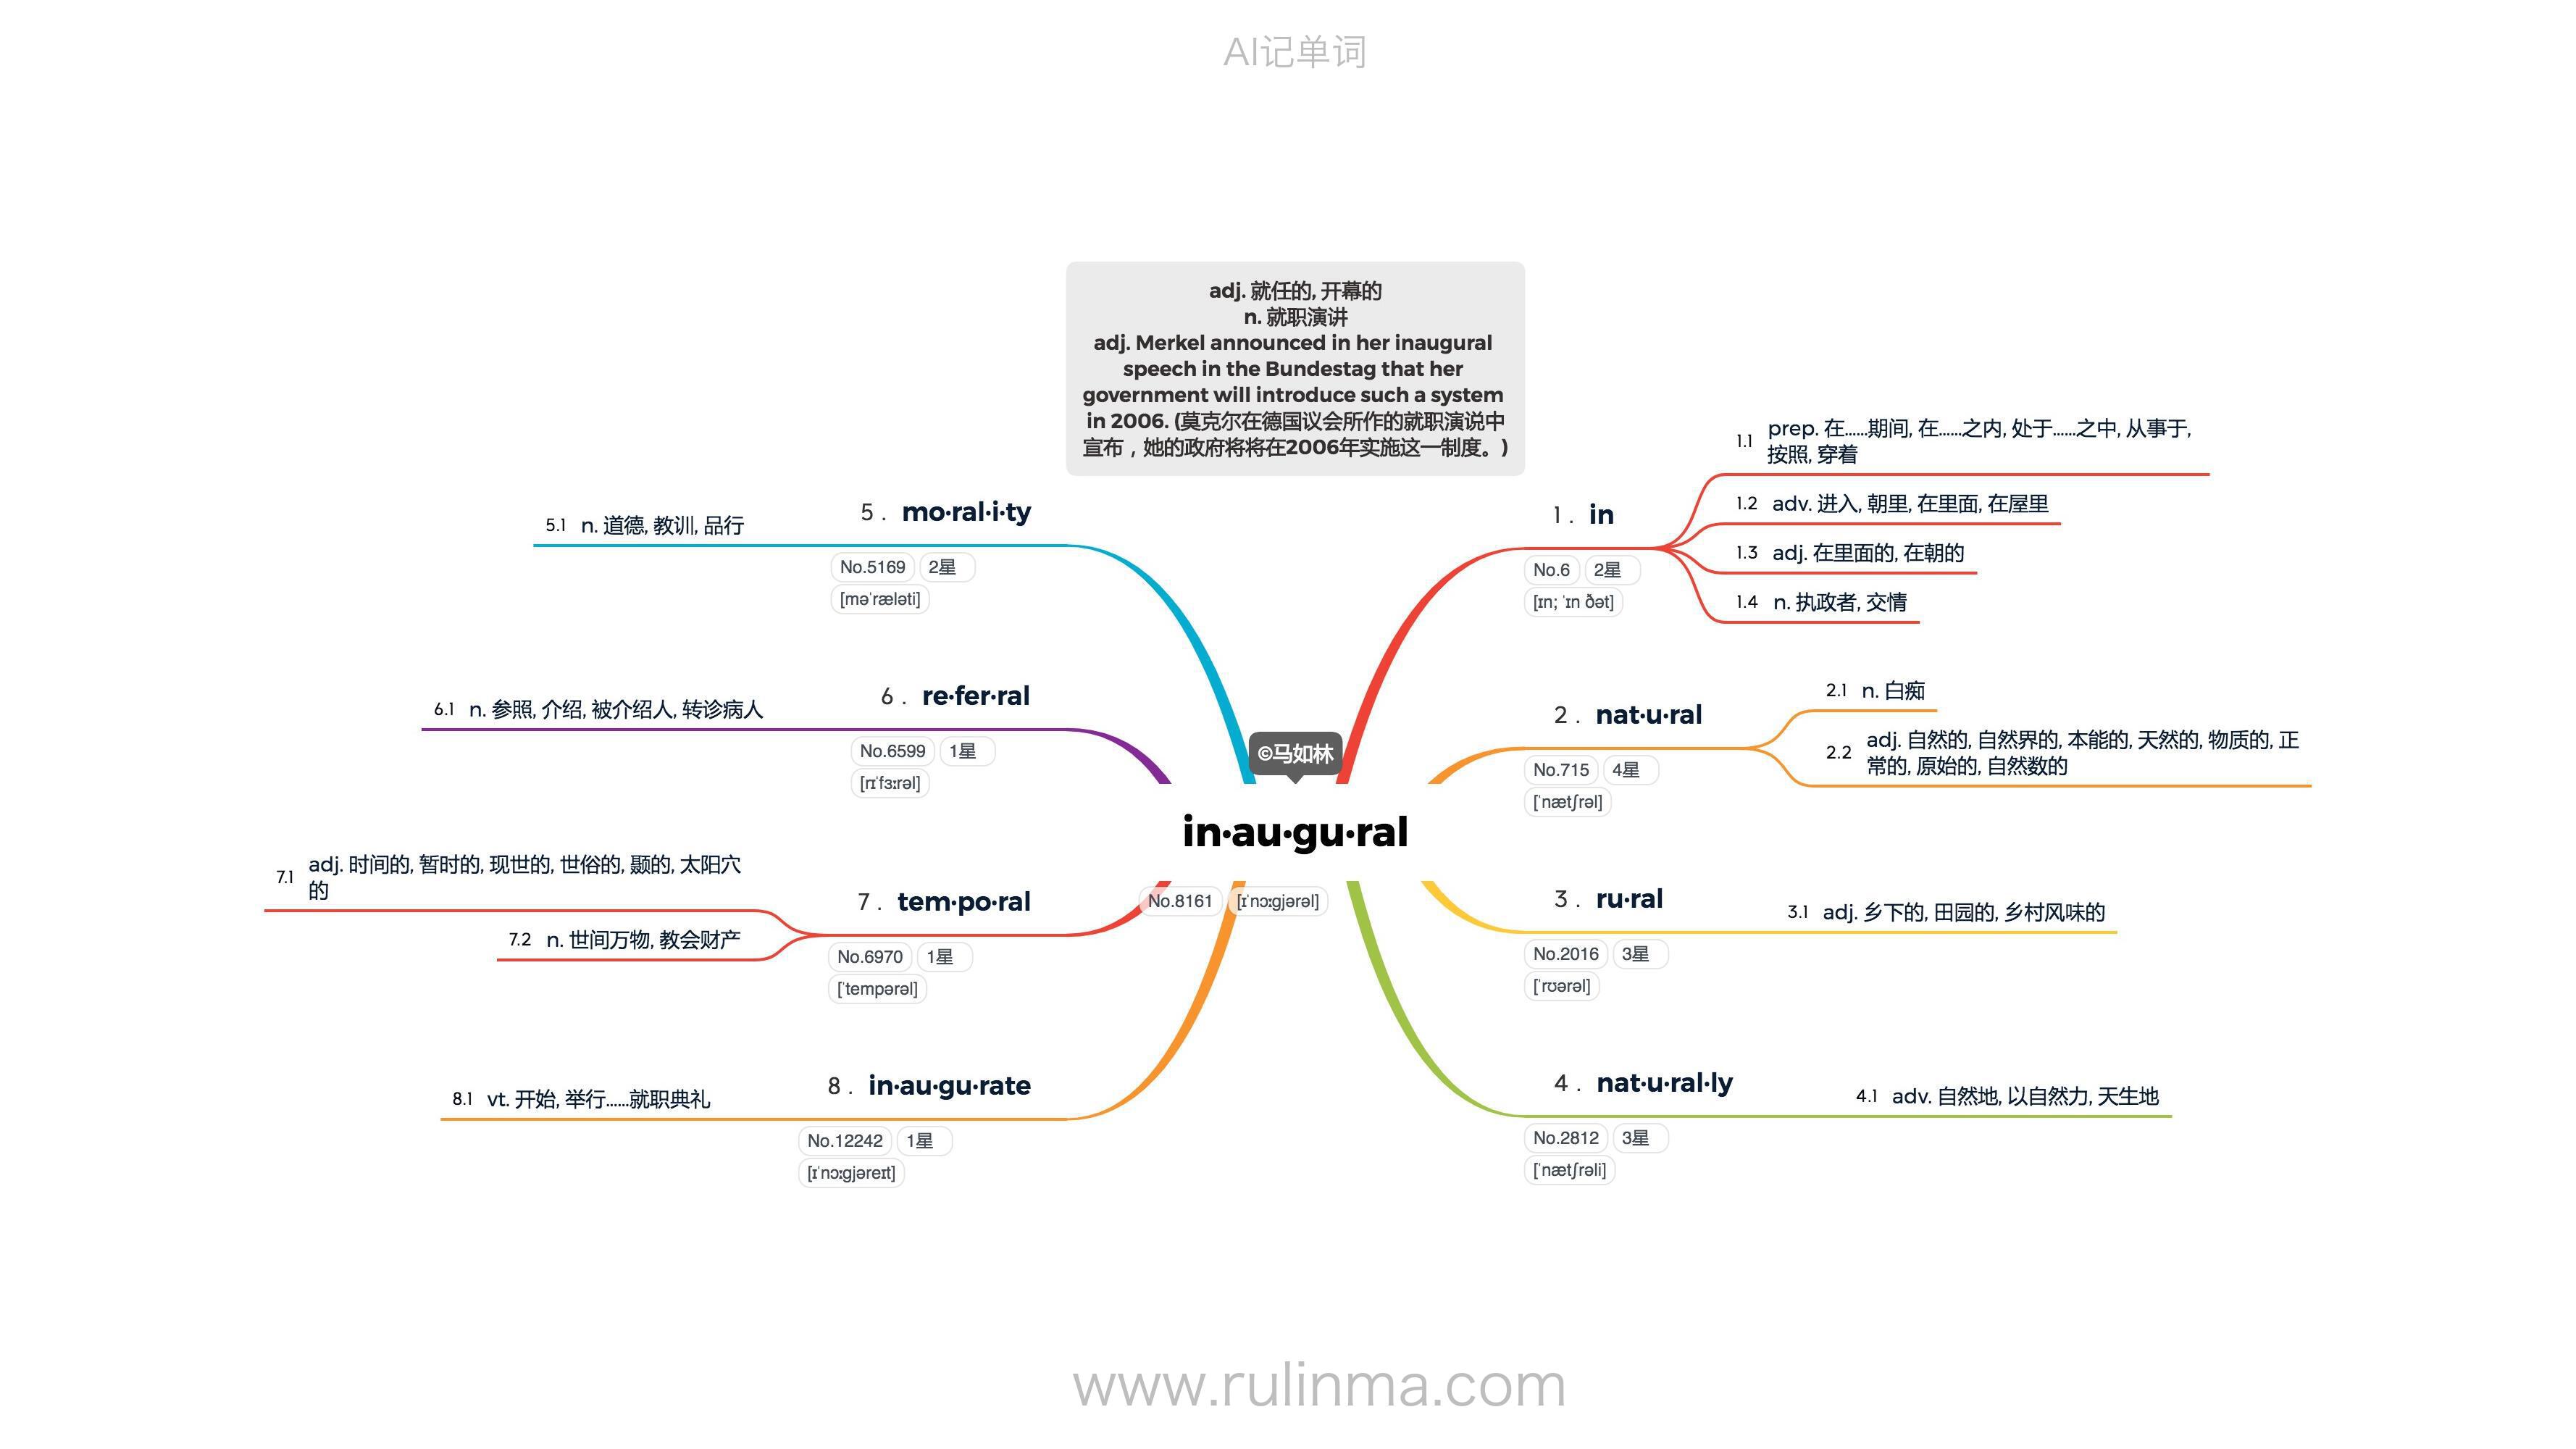 AI记单词
adj. 就任的, 开幕的
n. 就职演讲
adj. Merkel announced in her inaugural
speech in the Bundestag that her
government will introduce such a system
in 2006. (莫克尔在德国议会所作的就职演说中
宣布，她的政府将将在2006年实施这一制度。)
©马如林
in·au·gu·ral
No.8161 [ɪˈnɔːgjərəl]
1 . in
No.6 2星
[ɪn; ˈɪn ðət]
1.1 prep. 在……期间, 在……之内, 处于……之中, 从事于,
按照, 穿着
1.2 adv. 进入, 朝里, 在里面, 在屋里
1.3 adj. 在里面的, 在朝的
1.4 n. 执政者, 交情
2 . nat·u·ral
No.715 4星
[ˈnætʃrəl]
2.1 n. 白痴
2.2 adj. 自然的, 自然界的, 本能的, 天然的, 物质的, 正
常的, 原始的, 自然数的
3 . ru·ral
No.2016 3星
[ˈrʊərəl]
3.1 adj. 乡下的, 田园的, 乡村风味的
4 . nat·u·ral·ly
No.2812 3星
[ˈnætʃrəli]
4.1 adv. 自然地, 以自然力, 天生地
5 . mo·ral·i·ty
No.5169 2星
[məˈræləti]
5.1 n. 道德, 教训, 品行
6 . re·fer·ral
No.6599 1星
[rɪˈfɜːrəl]
6.1 n. 参照, 介绍, 被介绍人, 转诊病人
7 . tem·po·ral
No.6970 1星
[ˈtempərəl]
7.1 adj. 时间的, 暂时的, 现世的, 世俗的, 颞的, 太阳穴
的
7.2 n. 世间万物, 教会财产
8 . in·au·gu·rate
No.12242 1星
[ɪˈnɔːgjəreɪt]
8.1 vt. 开始, 举行……就职典礼
www.rulinma.com